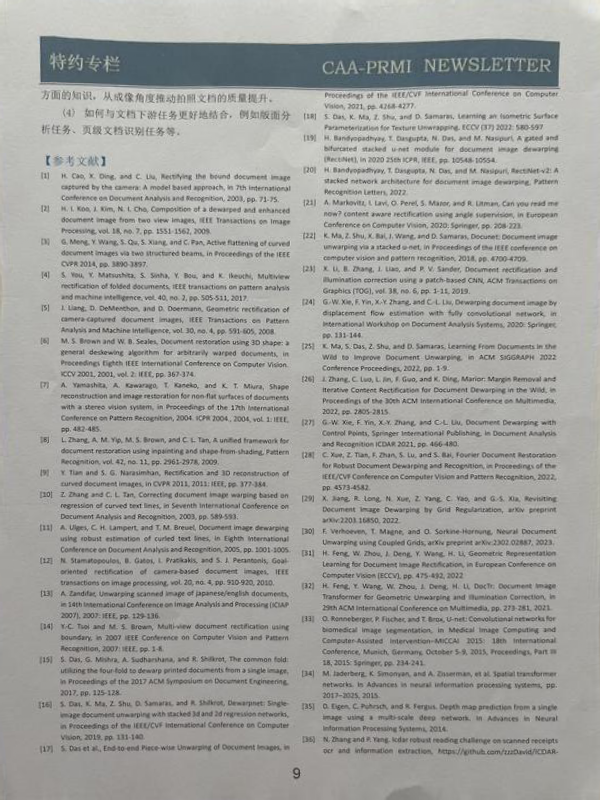 特约专栏
CAA-PRMI NEWSLETTER
方面的知识，从成像角度推动拍照文档的质量提升。
(4) 如何与文档下游任务更好地结合，例如版面分
析任务、页级文档识别任务等。
【参考文献】
[1] H. Cao, X. Ding, and C. Liu, Rectifying the bound document image
captured by the camera: A model based approach, in 7th International
Conference on Document Analysis and Recognition, 2003, pp. 71-75.
[2] H. I. Koo, J. Kim, N. I. Cho, Composition of a dewarped and enhanced
document image from two view images, IEEE Transactions on Image
Processing, vol. 18, no. 7, pp. 1551-1562, 2009.
[3] G. Meng, Y. Wang, S. Qu, S. Xiang, and C. Pan, Active flattening of curved
document images via two structured beams, in Proceedings of the IEEE
CVPR 2014, pp. 3890-3897.
[4] S. You, Y. Matsushita, S. Sinha, Y. Bou, and K. Ikeuchi, Multiview
rectification of folded documents, IEEE transactions on pattern analysis
and machine intelligence, vol. 40, no. 2, pp. 505-511, 2017.
[5] J. Liang, D. DeMenthon, and D. Doermann, Geometric rectification of
camera-captured document images, IEEE Transactions on Pattern
Analysis and Machine Intelligence, vol. 30, no. 4, pp. 591-605, 2008.
[6] M. S. Brown and W. B. Seales, Document restoration using 3D shape: a
general deskewing algorithm for arbitrarily warped documents, in
Proceedings Eighth IEEE International Conference on Computer Vision.
ICCV 2001, 2001, vol. 2: IEEE, pp. 367-374.
[7] A. Yamashita, A. Kawarago, T. Kaneko, and K. T. Miura, Shape
reconstruction and image restoration for non-flat surfaces of documents
with a stereo vision system, in Proceedings of the 17th International
Conference on Pattern Recognition, 2004. ICPR 2004., 2004, vol. 1: IEEE,
pp. 482-485.
[8] L. Zhang, A. M. Yip, M. S. Brown, and C. L. Tan, A unified framework for
document restoration using inpainting and shape-from-shading, Pattern
Recognition, vol. 42, no. 11, pp. 2961-2978, 2009.
[9] Y. Tian and S. G. Narasimhan, Rectification and 3D reconstruction of
curved document images, in CVPR 2011, 2011: IEEE, pp. 377-384.
[10] Z. Zhang and C. L. Tan, Correcting document image warping based on
regression of curved text lines, in Seventh International Conference on
Document Analysis and Recognition, 2003, pp. 589-593.
[11] A. Ulges, C. H. Lampert, and T. M. Breuel, Document image dewarping
using robust estimation of curled text lines, in Eighth International
Conference on Document Analysis and Recognition, 2005, pp. 1001-1005.
[12] N. Stamatopoulos, B. Gatos, I. Pratikakis, and S. J. Perantonis, Goal-
oriented rectification of camera-based document images, IEEE
transactions on image processing, vol. 20, no. 4, pp. 910-920, 2010.
[13] A. Zandifar, Unwarping scanned image of japanese/english documents,
in 14th International Conference on Image Analysis and Processing (ICIAP
2007), 2007: IEEE, pp. 129-136.
[14] Y.-C. Tsoi and M. S. Brown, Multi-view document rectification using
boundary, in 2007 IEEE Conference on Computer Vision and Pattern
Recognition, 2007: IEEE, pp. 1-8.
[15] S. Das, G. Mishra, A. Sudharshana, and R. Shilkrot, The common fold:
utilizing the four-fold to dewarp printed documents from a single image,
in Proceedings of the 2017 ACM Symposium on Document Engineering,
2017, pp. 125-128.
[16] S. Das, K. Ma, Z. Shu, D. Samaras, and R. Shilkrot, Dewarpnet: Single-
image document unwarping with stacked 3d and 2d regression networks,
in Proceedings of the IEEE/CVF International Conference on Computer
Vision, 2019, pp. 131-140.
[17] S. Das et al., End-to-end Piece-wise Unwarping of Document Images, in
Proceedings of the IEEE/CVF International Conference on Computer
Vision, 2021, pp. 4268-4277.
[18] S. Das, K. Ma, Z. Shu, and D. Samaras, Learning an Isometric Surface
Parameterization for Texture Unwrapping. ECCV (37) 2022: 580-597
[19] H. Bandyopadhyay, T. Dasgupta, N. Das, and M. Nasipuri, A gated and
bifurcated stacked u-net module for document image dewarping
(RectiNet), in 2020 25th ICPR, IEEE, pp. 10548-10554.
[20] H. Bandyopadhyay, T. Dasgupta, N. Das, and M. Nasipuri, RectiNet-v2: A
stacked network architecture for document image dewarping, Pattern
Recognition Letters, 2022.
[21] A. Markovitz, I. Lavi, O. Perel, S. Mazor, and R. Litman, Can you read me
now? content aware rectification using angle supervision, in European
Conference on Computer Vision, 2020: Springer, pp. 208-223.
[22] K. Ma, Z. Shu, X. Bai, J. Wang, and D. Samaras, Docunet: Document image
unwarping via a stacked u-net, in Proceedings of the IEEE conference on
computer vision and pattern recognition, 2018, pp. 4700-4709.
[23] X. Li, B. Zhang, J. Liao, and P. V. Sander, Document rectification and
illumination correction using a patch-based CNN, ACM Transactions on
Graphics (TOG), vol. 38, no. 6, pp. 1-11, 2019.
[24] G.-W. Xie, F. Yin, X.-Y. Zhang, and C.-L. Liu, Dewarping document image by
displacement flow estimation with fully convolutional network, in
International Workshop on Document Analysis Systems, 2020: Springer,
pp. 131-144.
[25] K. Ma, S. Das, Z. Shu, and D. Samaras, Learning From Documents in the
Wild to Improve Document Unwarping, in ACM SIGGRAPH 2022
Conference Proceedings, 2022, pp. 1-9.
[26] J. Zhang, C. Luo, L. Jin, F. Guo, and K. Ding, Marior: Margin Removal and
Iterative Content Rectification for Document Dewarping in the Wild, in
Proceedings of the 30th ACM International Conference on Multimedia,
2022, pp. 2805-2815.
[27] G.-W. Xie, F. Yin, X.-Y. Zhang, and C.-L. Liu, Document Dewarping with
Control Points, Springer International Publishing, in Document Analysis
and Recognition ICDAR 2021, pp. 466-480.
[28] C. Xue, Z. Tian, F. Zhan, S. Lu, and S. Bai, Fourier Document Restoration
for Robust Document Dewarping and Recognition, in Proceedings of the
IEEE/CVF Conference on Computer Vision and Pattern Recognition, 2022,
pp. 4573-4582.
[29] X. Jiang, R. Long, N. Xue, Z. Yang, C. Yao, and G.-S. Xia, Revisiting
Document Image Dewarping by Grid Regularization, arXiv preprint
arXiv:2203.16850, 2022.
[30] F. Verhoeven, T. Magne, and O. Sorkine-Hornung, Neural Document
Unwarping using Coupled Grids, arXiv preprint arXiv:2302.02887, 2023.
[31] H. Feng, W. Zhou, J. Deng, Y. Wang, H. Li, Geometric Representation
Learning for Document Image Rectification, in European Conference on
Computer Vision (ECCV), pp. 475-492, 2022
[32] H. Feng, Y. Wang, W. Zhou, J. Deng, H. Li, DocTr: Document Image
Transformer for Geometric Unwarping and Illumination Correction, in
29th ACM International Conference on Multimedia, pp. 273-281, 2021.
[33] O. Ronneberger, P. Fischer, and T. Brox, U-net: Convolutional networks for
biomedical image segmentation, in Medical Image Computing and
Computer-Assisted Intervention–MICCAI 2015: 18th International
Conference, Munich, Germany, October 5-9, 2015, Proceedings, Part III
18, 2015: Springer, pp. 234-241.
[34] M. Jaderberg, K. Simonyan, and A. Zisserman, et al. Spatial transformer
networks. In Advances in neural information processing systems, pp.
2017–2025, 2015.
[35] D. Eigen, C. Puhrsch, and R. Fergus. Depth map prediction from a single
image using a multi-scale deep network. In Advances in Neural
Information Processing Systems, 2014.
[36] N. Zhang and P. Yang. Icdar robust reading challenge on scanned receipts
ocr and information extraction, https://github.com/zzzDavid/ICDAR-
9